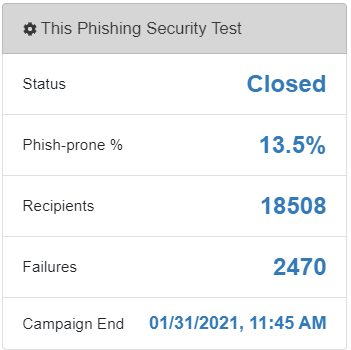 This Phishing Security Test
Status Closed
Phish-prone % 13.5%
Recipients 18508
Failures 2470
Campaign End 01/31/2021, 11:45 AM